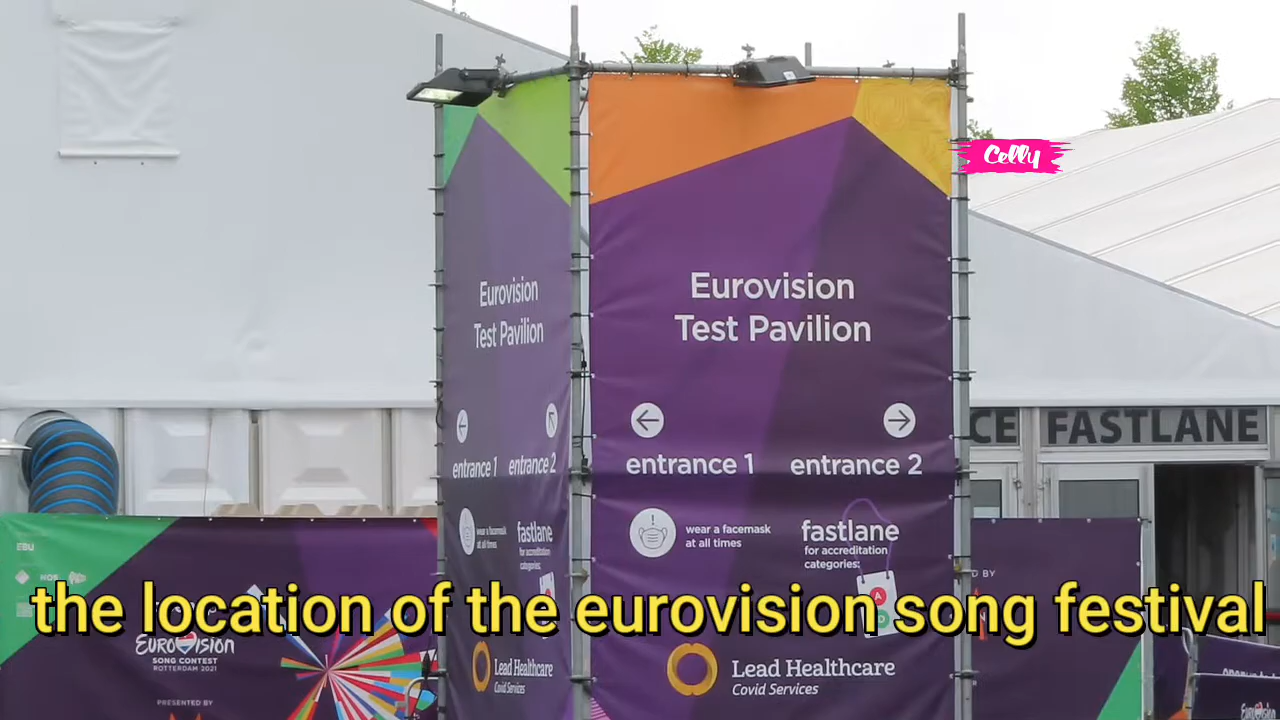 Celly
Eurovision
Test Pavilion
entrance 1
entrance 2
wear a facemask
at all times
fastlane
for accreditation
categories:
Lead Healthcare
Covid Services
Eurovision
Test Pavilion
entrance 1 entrance 2
wear a facemask
at all times
fastlane
for accreditation
categories:
A
Lead Healthcare
Covid Services
CE FASTLANE
EBU
NOS
EUROVISION
SONG CONTEST
ROTTERDAM 2021
PRESENTED BY
D BY
the location of the eurovision song festival